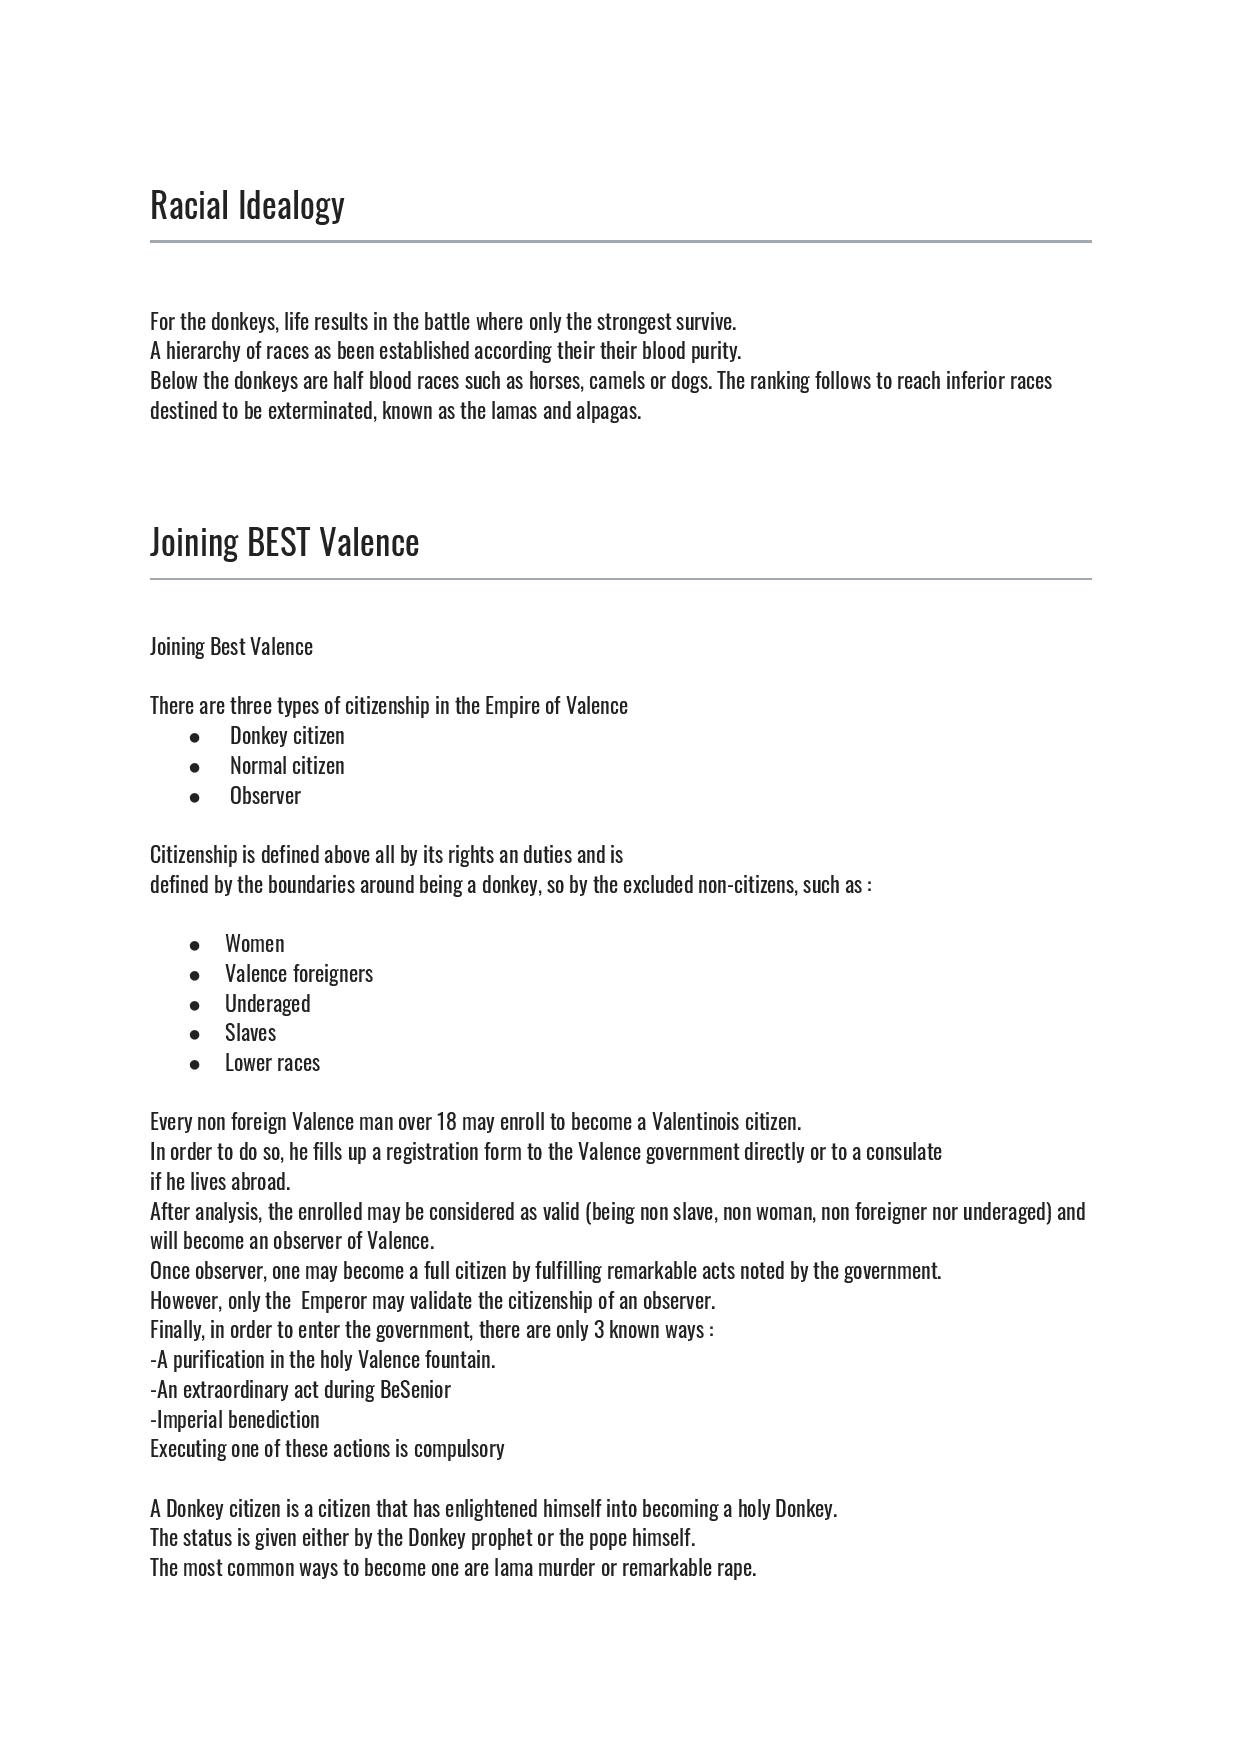 Racial Idealogy
For the donkeys, life results in the battle where only the strongest survive.
A hierarchy of races as been established according their their blood purity.
Below the donkeys are half blood races such as horses, camels or dogs. The ranking follows to reach inferior races
destined to be exterminated, known as the lamas and alpagas.
Joining BEST Valence
Joining Best Valence
There are three types of citizenship in the Empire of Valence
● Donkey citizen
● Normal citizen
● Observer
Citizenship is defined above all by its rights an duties and is
defined by the boundaries around being a donkey, so by the excluded non-citizens, such as :
● Women
● Valence foreigners
● Underaged
● Slaves
● Lower races
Every non foreign Valence man over 18 may enroll to become a Valentinois citizen.
In order to do so, he fills up a registration form to the Valence government directly or to a consulate
if he lives abroad.
After analysis, the enrolled may be considered as valid (being non slave, non woman, non foreigner nor underaged) and
will become an observer of Valence.
Once observer, one may become a full citizen by fulfilling remarkable acts noted by the government.
However, only the  Emperor may validate the citizenship of an observer.
Finally, in order to enter the government, there are only 3 known ways :
-A purification in the holy Valence fountain.
-An extraordinary act during BeSenior
-Imperial benediction
Executing one of these actions is compulsory
A Donkey citizen is a citizen that has enlightened himself into becoming a holy Donkey.
The status is given either by the Donkey prophet or the pope himself.
The most common ways to become one are lama murder or remarkable rape.